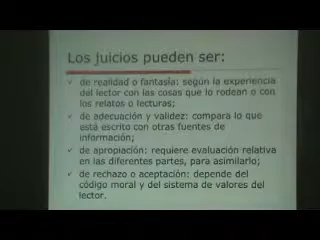 Los juicios pueden ser:
✓ de realidad o fantasía: según la experiencia
del lector con las cosas que lo rodean o con
los relatos o lecturas;
✓ de adecuación y validez: compara lo que
está escrito con otras fuentes de
información;
✓ de apropiación: requiere evaluación relativa
en las diferentes partes, para asimilarlo;
✓ de rechazo o aceptación: depende del
código moral y del sistema de valores del
lector.